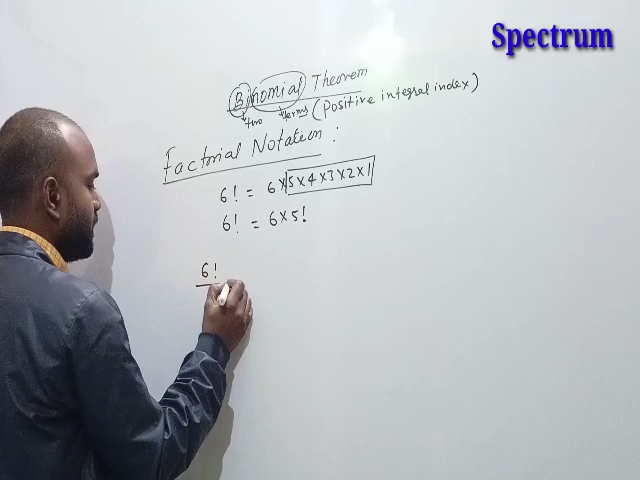 Spectrum
Binomial Theorem
two terms (positive integral index)
Factorial Notation :
6! = 6×5×4×3×2×1
6! = 6×5!
6!